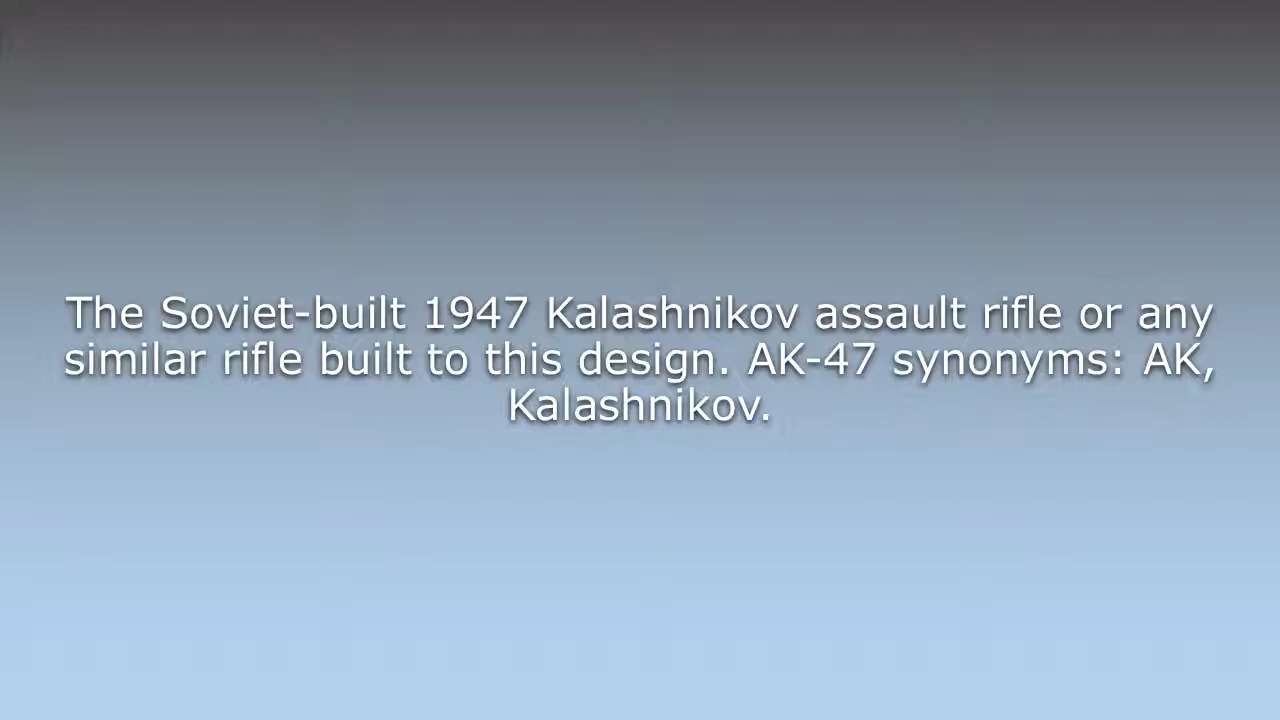 The Soviet-built 1947 Kalashnikov assault rifle or any
similar rifle built to this design. AK-47 synonyms: AK,
Kalashnikov.